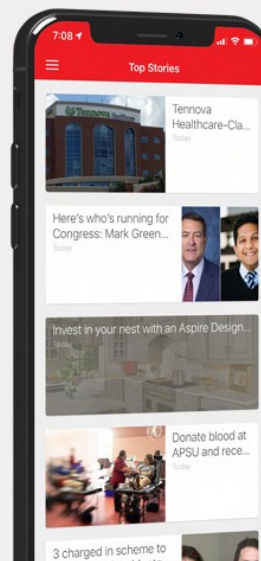 7:08
Top Stories
Tennova Healthcare
Tennova
Healthcare-Cla...
Today
Here's who's running for
Congress: Mark Green...
Today
Invest in your nest with an Aspire Design...
Today
Donate blood at
APSU and rece...
Today
3 charged in scheme to